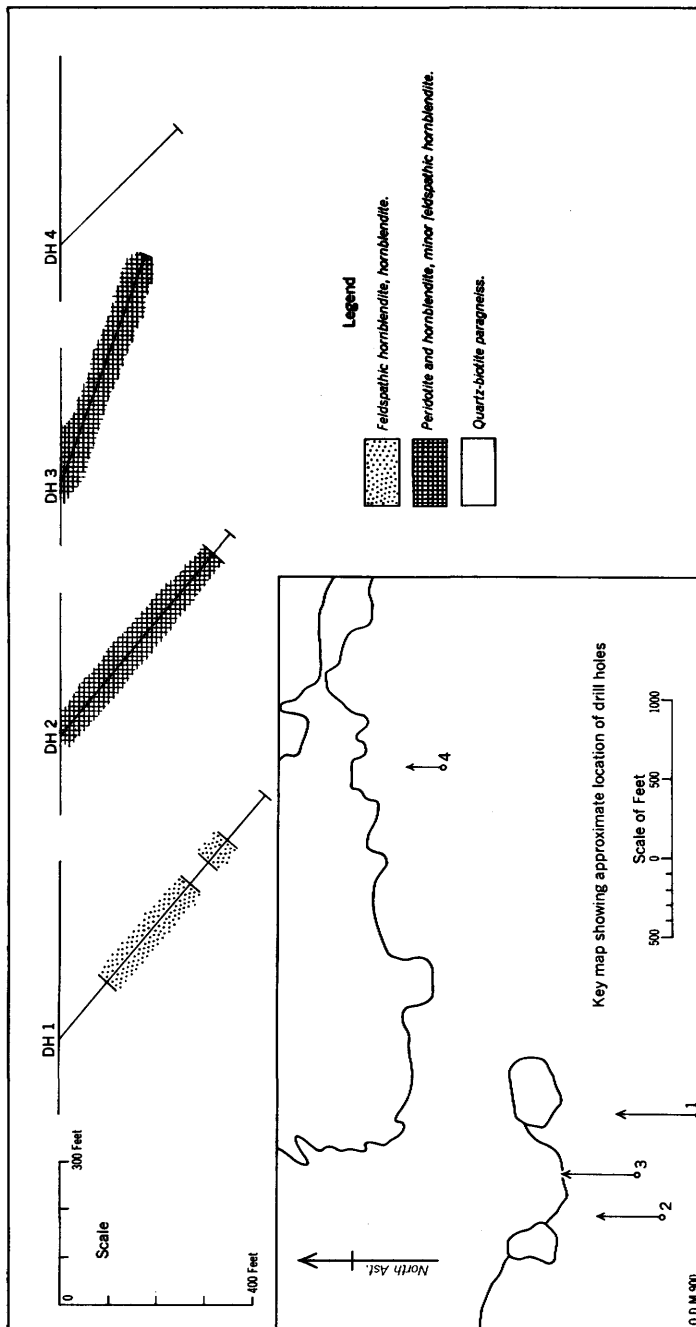 DH 1
DH 2
DH 3
DH 4
0
300 Feet
Scale
400 Feet
Legend
Feldspathic hornblendite, hornblendite.
Peridotite and hornblendite, minor feldspathic hornblendite.
Quartz-biotite paragneiss.
North Ast.
2
3
1
4
Key map showing approximate location of drill holes
500 0 500 1000
Scale of Feet
O.D.M.900